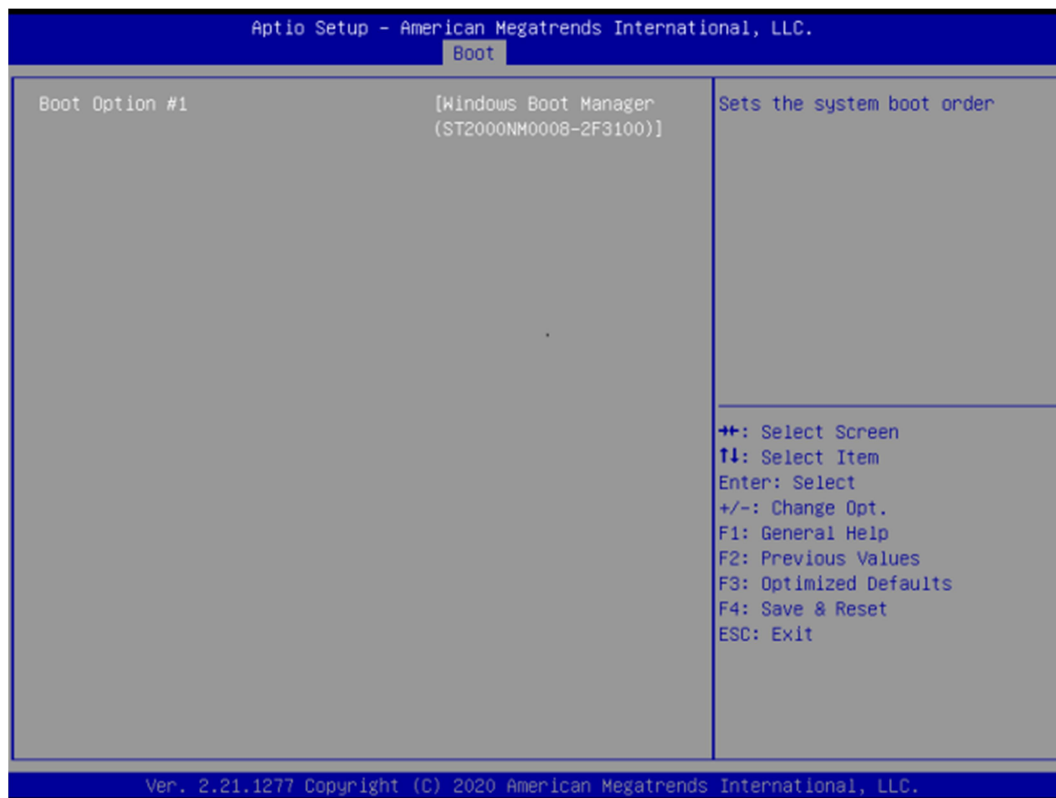 Aptio Setup - American Megatrends International, LLC.
Boot
Boot Option #1 [Windows Boot Manager
(ST2000NM0008-2F3100)]
Sets the system boot order
→←: Select Screen
↑↓: Select Item
Enter: Select
+/-: Change Opt.
F1: General Help
F2: Previous Values
F3: Optimized Defaults
F4: Save & Reset
ESC: Exit
Ver. 2.21.1277 Copyright (C) 2020 American Megatrends International, LLC.